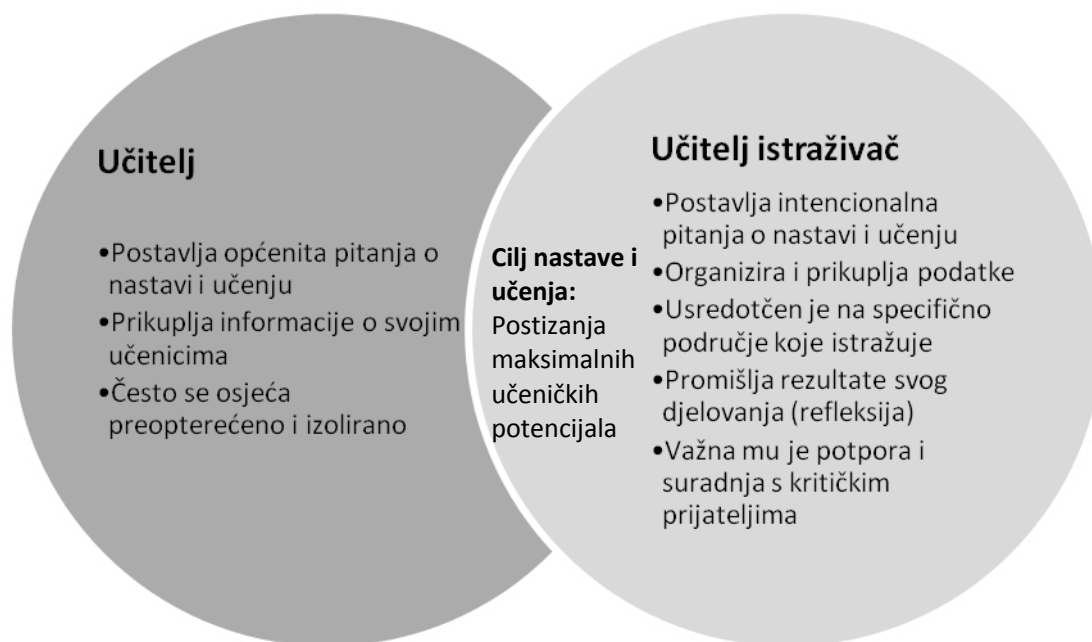 Učitelj
•Postavlja općenita pitanja o
nastavi i učenju
•Prikuplja informacije o svojim
učenicima
•Često se osjeća
preopterećeno i izolirano
Cilj nastave i
učenja:
Postizanja
maksimalnih
učeničkih
potencijala
Učitelj istraživač
•Postavlja intencionalna
pitanja o nastavi i učenju
•Organizira i prikuplja podatke
•Usredotčen je na specifično
područje koje istražuje
•Promišlja rezultate svog
djelovanja (refleksija)
•Važna mu je potpora i
suradnja s kritičkim
prijateljima